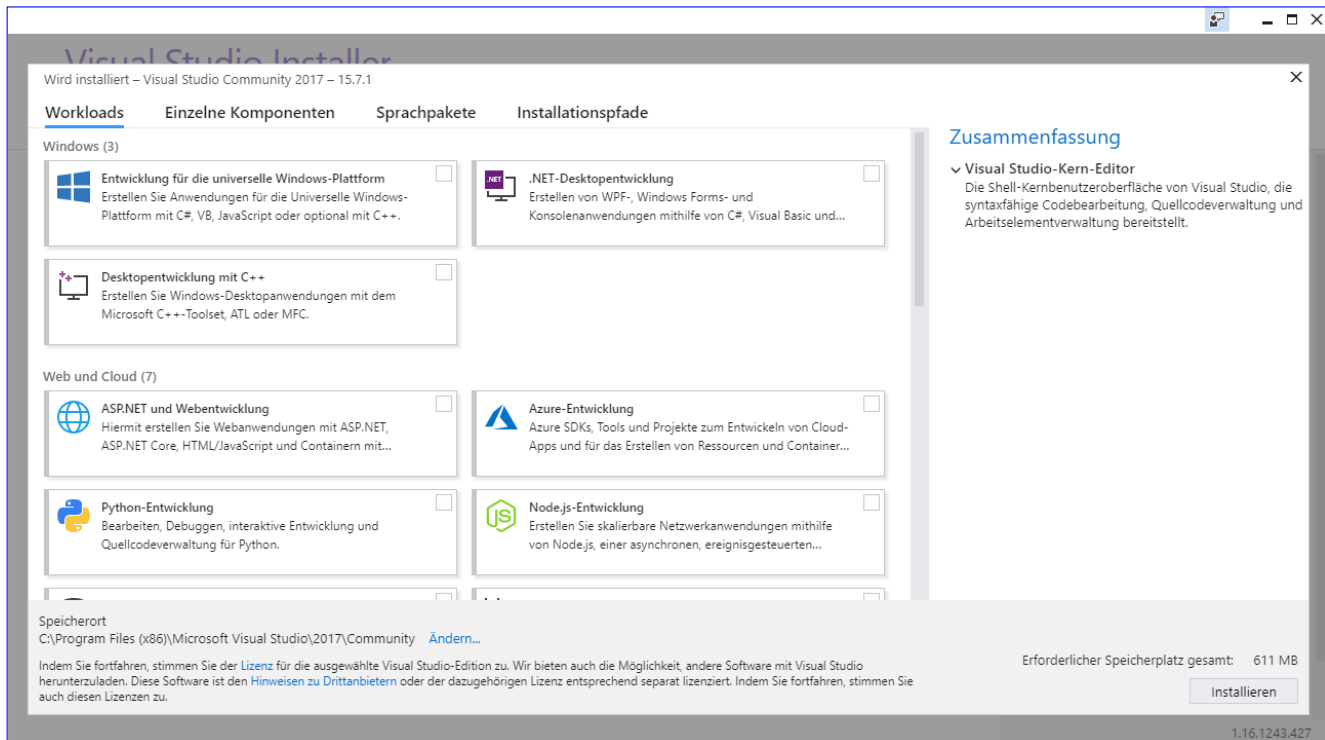 Visual Studio Installer
Wird installiert – Visual Studio Community 2017 – 15.7.1
Workloads Einzelne Komponenten Sprachpakete Installationspfade
Windows (3)
Entwicklung für die universelle Windows-Plattform
Erstellen Sie Anwendungen für die Universelle Windows-
Plattform mit C#, VB, JavaScript oder optional mit C++.
.NET
.NET-Desktopentwicklung
Erstellen von WPF-, Windows Forms- und
Konsolenanwendungen mithilfe von C#, Visual Basic und...
Desktopentwicklung mit C++
Erstellen Sie Windows-Desktopanwendungen mit dem
Microsoft C++-Toolset, ATL oder MFC.
Web und Cloud (7)
ASP.NET und Webentwicklung
Hiermit erstellen Sie Webanwendungen mit ASP.NET,
ASP.NET Core, HTML/JavaScript und Containern mit...
Azure-Entwicklung
Azure SDKs, Tools und Projekte zum Entwickeln von Cloud-
Apps und für das Erstellen von Ressourcen und Container...
Python-Entwicklung
Bearbeiten, Debuggen, interaktive Entwicklung und
Quellcodeverwaltung für Python.
JS
Node.js-Entwicklung
Erstellen Sie skalierbare Netzwerkanwendungen mithilfe
von Node.js, einer asynchronen, ereignisgesteuerten...
Zusammenfassung
Visual Studio-Kern-Editor
Die Shell-Kernbenutzeroberfläche von Visual Studio, die
syntaxfähige Codebearbeitung, Quellcodeverwaltung und
Arbeitselementverwaltung bereitstellt.
Speicherort
C:\Program Files (x86)\Microsoft Visual Studio\2017\Community Ändern...
Indem Sie fortfahren, stimmen Sie der Lizenz für die ausgewählte Visual Studio-Edition zu. Wir bieten auch die Möglichkeit, andere Software mit Visual Studio
herunterzuladen. Diese Software ist den Hinweisen zu Drittanbietern oder der dazugehörigen Lizenz entsprechend separat lizenziert. Indem Sie fortfahren, stimmen Sie
auch diesen Lizenzen zu.
Erforderlicher Speicherplatz gesamt: 611 MB
Installieren
1.16.1243.427